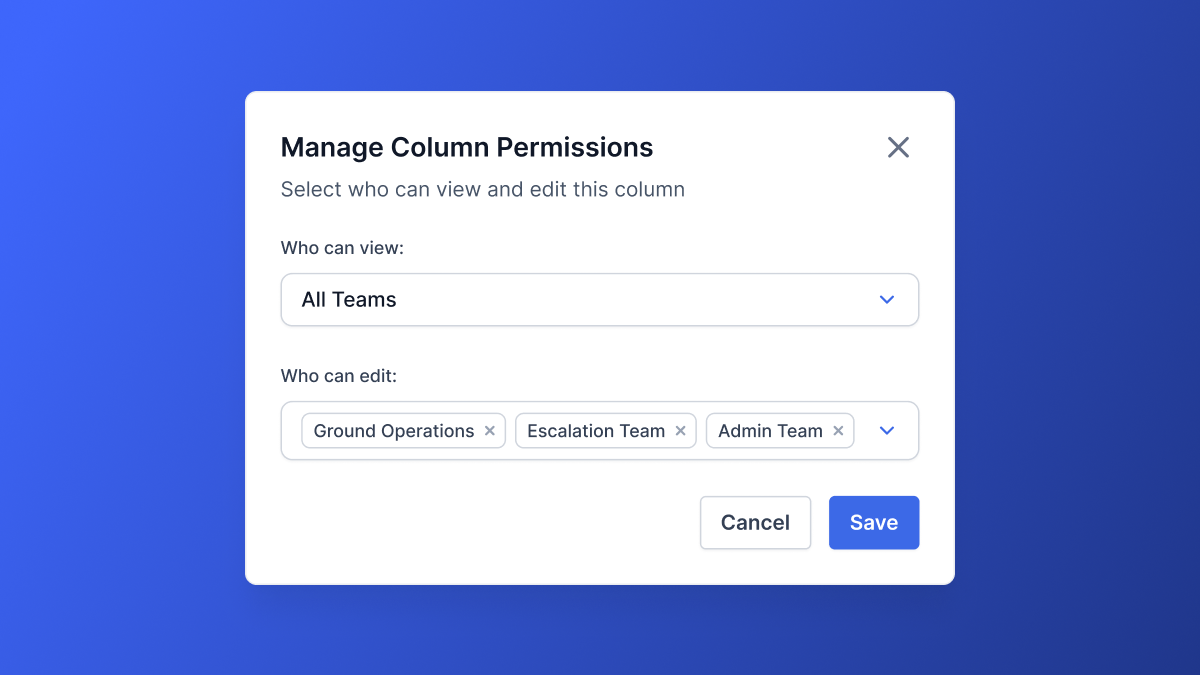 Manage Column Permissions
Select who can view and edit this column
Who can view:
All Teams
Who can edit:
Ground Operations Escalation Team Admin Team
Cancel Save